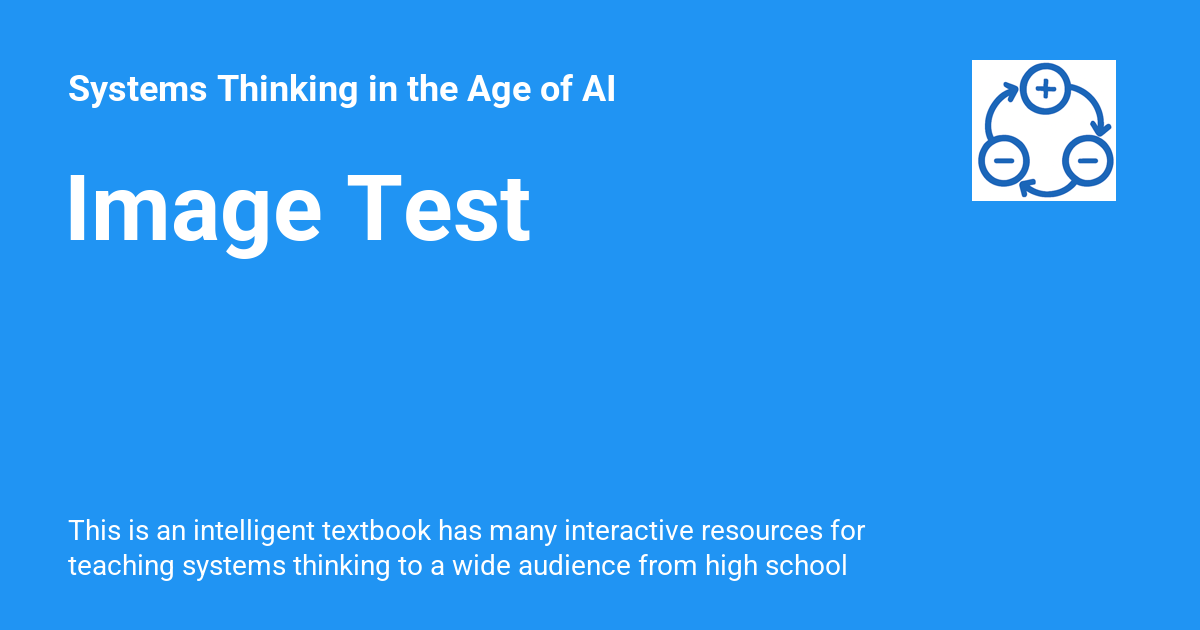 Systems Thinking in the Age of AI
Image Test
This is an intelligent textbook has many interactive resources for
teaching systems thinking to a wide audience from high school